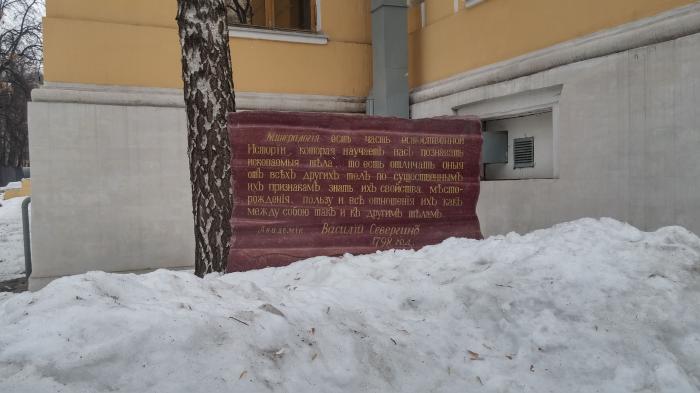 Минералогія есть часть естественной
Исторіи, которая научаетъ насъ познавать
ископаемыя тѣла, то есть отличать оныя
отъ всѣхъ другихъ тѣлъ по существеннымъ
ихъ признакамъ, знать ихъ свойства, мѣсто-
рожденія, пользу и всѣ отношенія ихъ какъ
между собою такъ и къ другимъ тѣламъ.
Академикъ Василій Севергинъ
1798 год